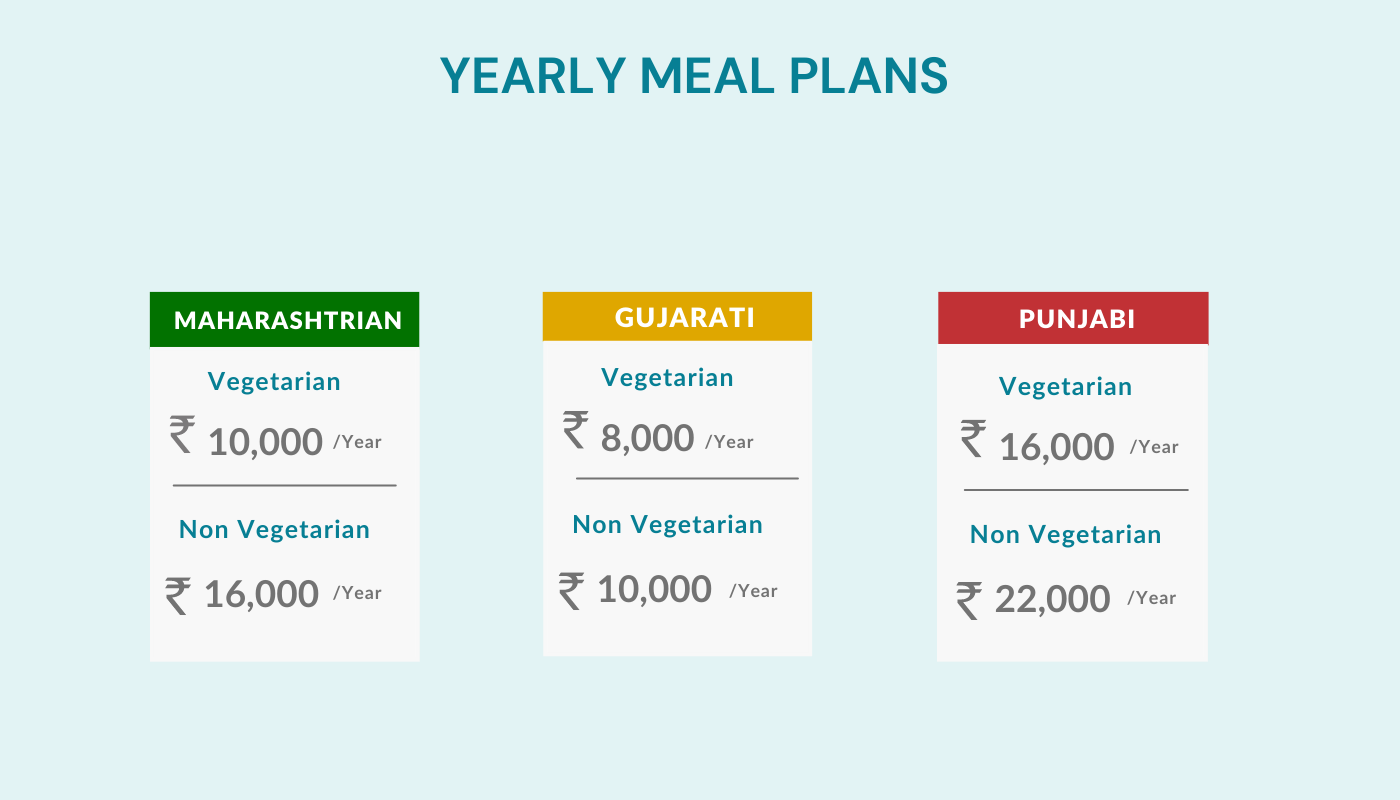 YEARLY MEAL PLANS
MAHARASHTRIAN
Vegetarian
₹ 10,000 /Year
Non Vegetarian
₹ 16,000 /Year
GUJARATI
Vegetarian
₹ 8,000 /Year
Non Vegetarian
₹ 10,000 /Year
PUNJABI
Vegetarian
₹ 16,000 /Year
Non Vegetarian
₹ 22,000 /Year